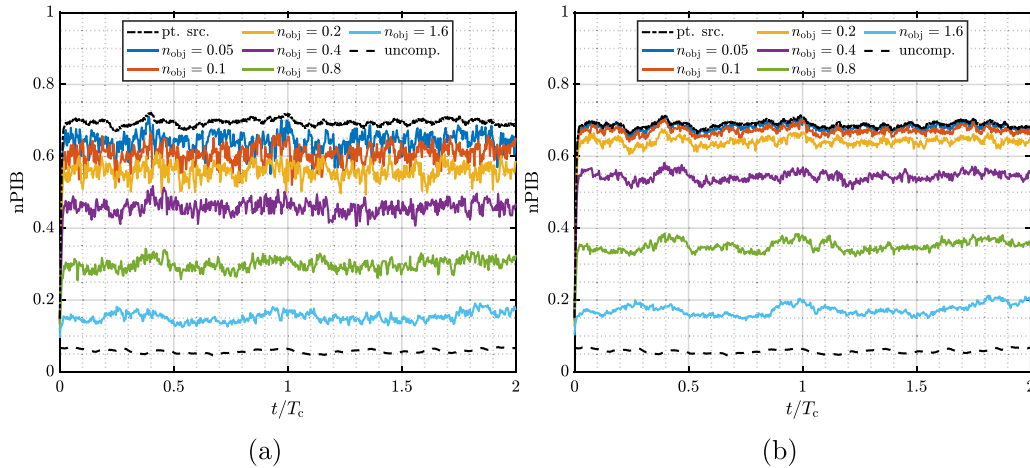 pt. src.
n_obj = 0.05
n_obj = 0.1
n_obj = 0.2
n_obj = 0.4
n_obj = 0.8
n_obj = 1.6
uncomp.
1
0.8
0.6
0.4
0.2
0
nPIB
0
0.5
1
1.5
2
t/T_c
(a)
pt. src.
n_obj = 0.05
n_obj = 0.1
n_obj = 0.2
n_obj = 0.4
n_obj = 0.8
n_obj = 1.6
uncomp.
1
0.8
0.6
0.4
0.2
0
nPIB
0
0.5
1
1.5
2
t/T_c
(b)